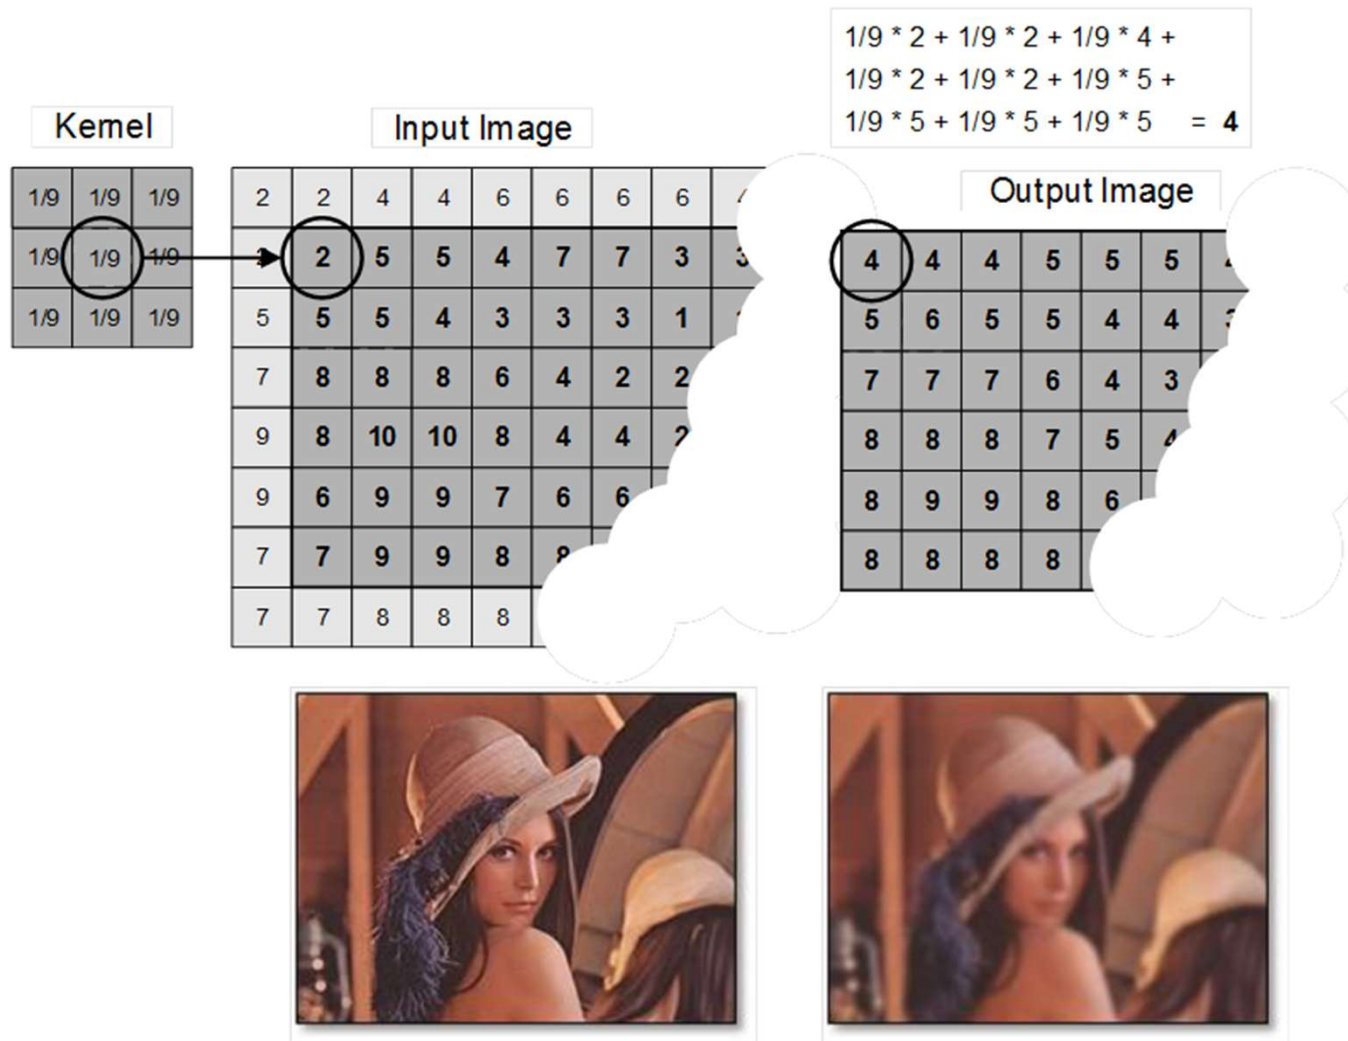 1/9 * 2 + 1/9 * 2 + 1/9 * 4 +
1/9 * 2 + 1/9 * 2 + 1/9 * 5 +
1/9 * 5 + 1/9 * 5 + 1/9 * 5 = 4
Kernel
1/9 1/9 1/9
1/9 1/9 1/9
1/9 1/9 1/9
Input Image
2 2 4 4 6 6 6 6
2 5 5 4 7 7 3 3
5 5 5 4 3 3 3 1
7 8 8 8 6 4 2 2
9 8 10 10 8 4 4 2
9 6 9 9 7 6 6
7 7 9 9 8 8
7 7 8 8 8
Output Image
4 4 4 5 5 5
5 6 5 5 4 4
7 7 7 6 4 3
8 8 8 7 5 4
8 9 9 8 6
8 8 8 8